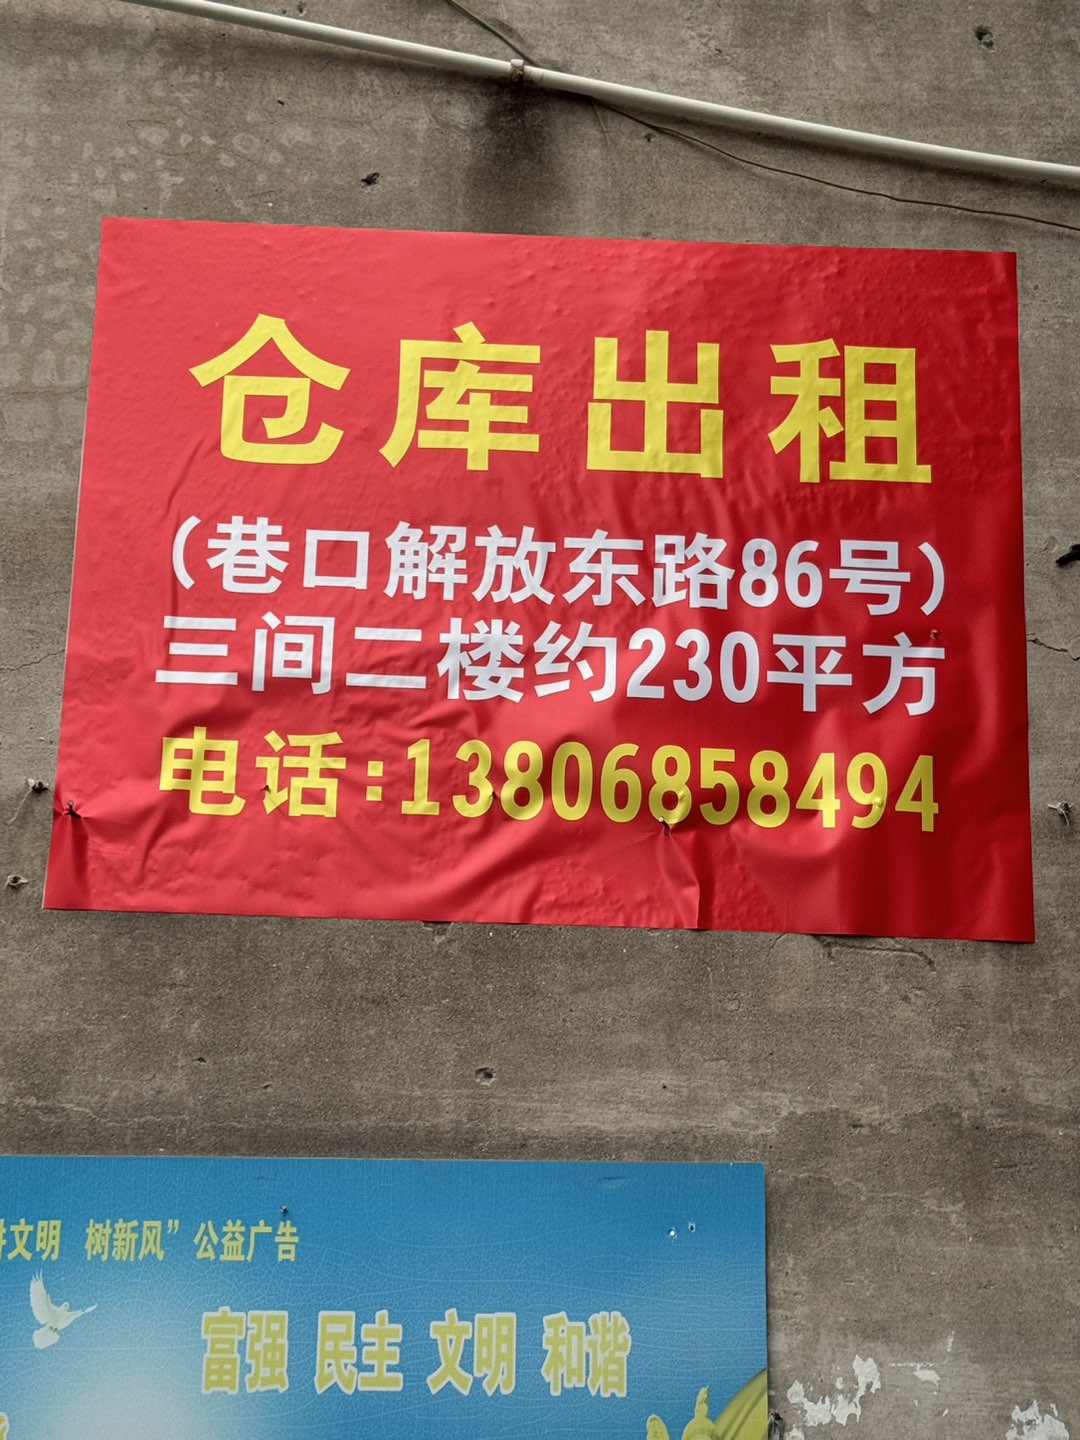 仓库出租
（巷口解放东路86号）
三间二楼约230平方
电话：13806858494
文明 树新风”公益广告
富强 民主 文明 和谐